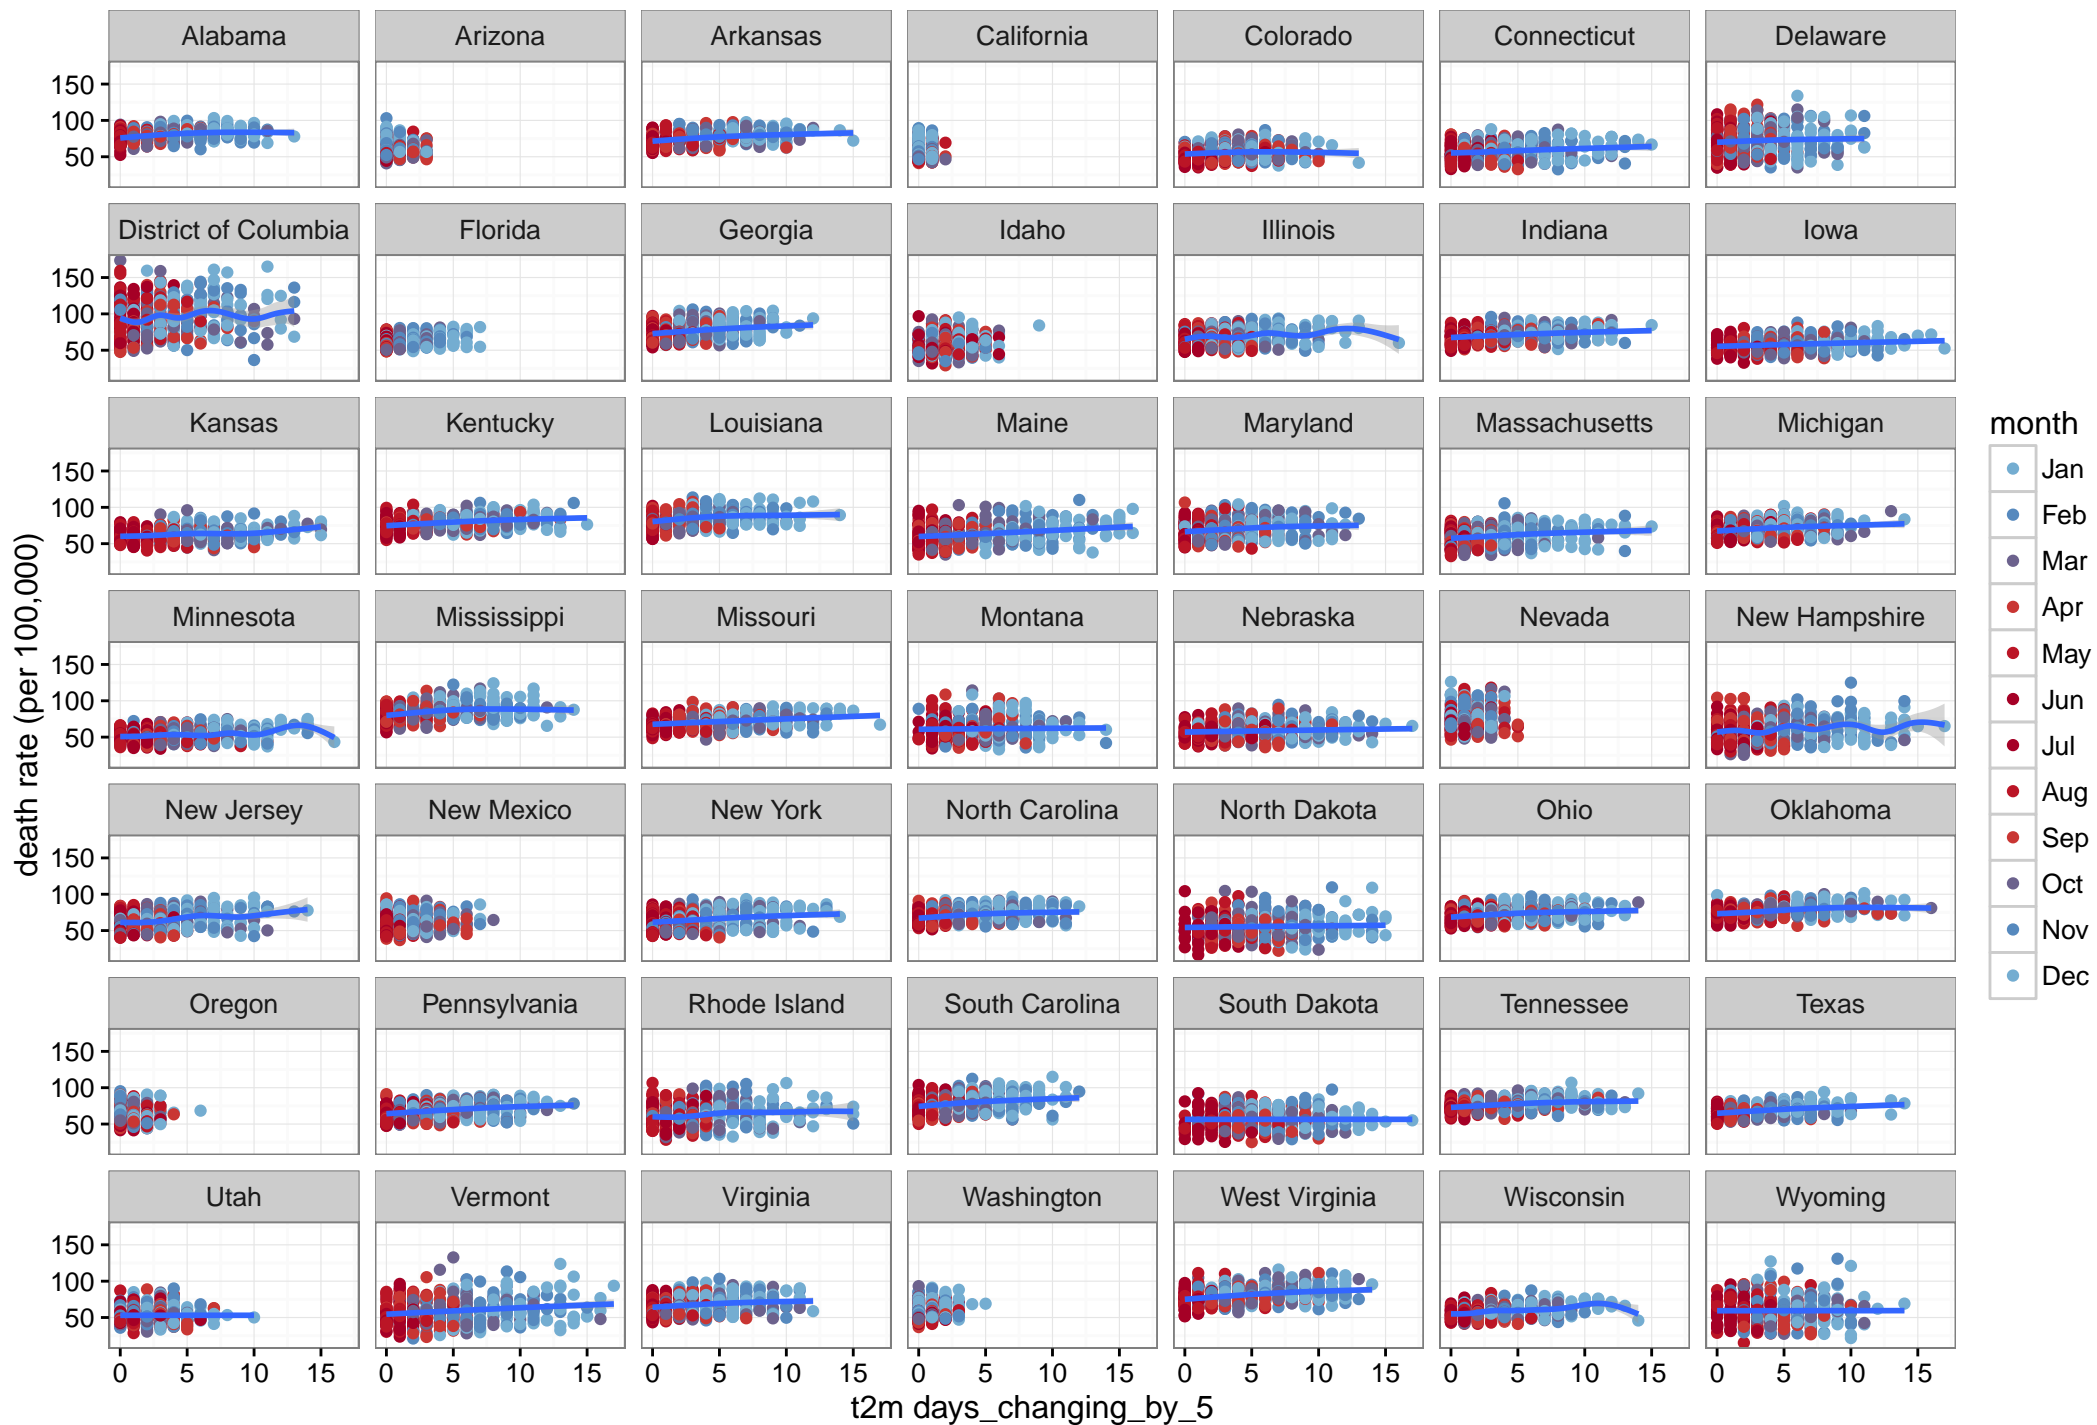 Alabama Arizona Arkansas California Colorado Connecticut Delaware
150
100
50
District of Columbia Florida Georgia Idaho Illinois Indiana Iowa
150
100
50
Kansas Kentucky Louisiana Maine Maryland Massachusetts Michigan
150
100
50
Minnesota Mississippi Missouri Montana Nebraska Nevada New Hampshire
150
100
50
New Jersey New Mexico New York North Carolina North Dakota Ohio Oklahoma
150
100
50
Oregon Pennsylvania Rhode Island South Carolina South Dakota Tennessee Texas
150
100
50
Utah Vermont Virginia Washington West Virginia Wisconsin Wyoming
150
100
50
0 5 10 15 0 5 10 15 0 5 10 15 0 5 10 15 0 5 10 15 0 5 10 15 0 5 10 15
t2m days_changing_by_5
death rate (per 100,000)
month
Jan
Feb
Mar
Apr
May
Jun
Jul
Aug
Sep
Oct
Nov
Dec